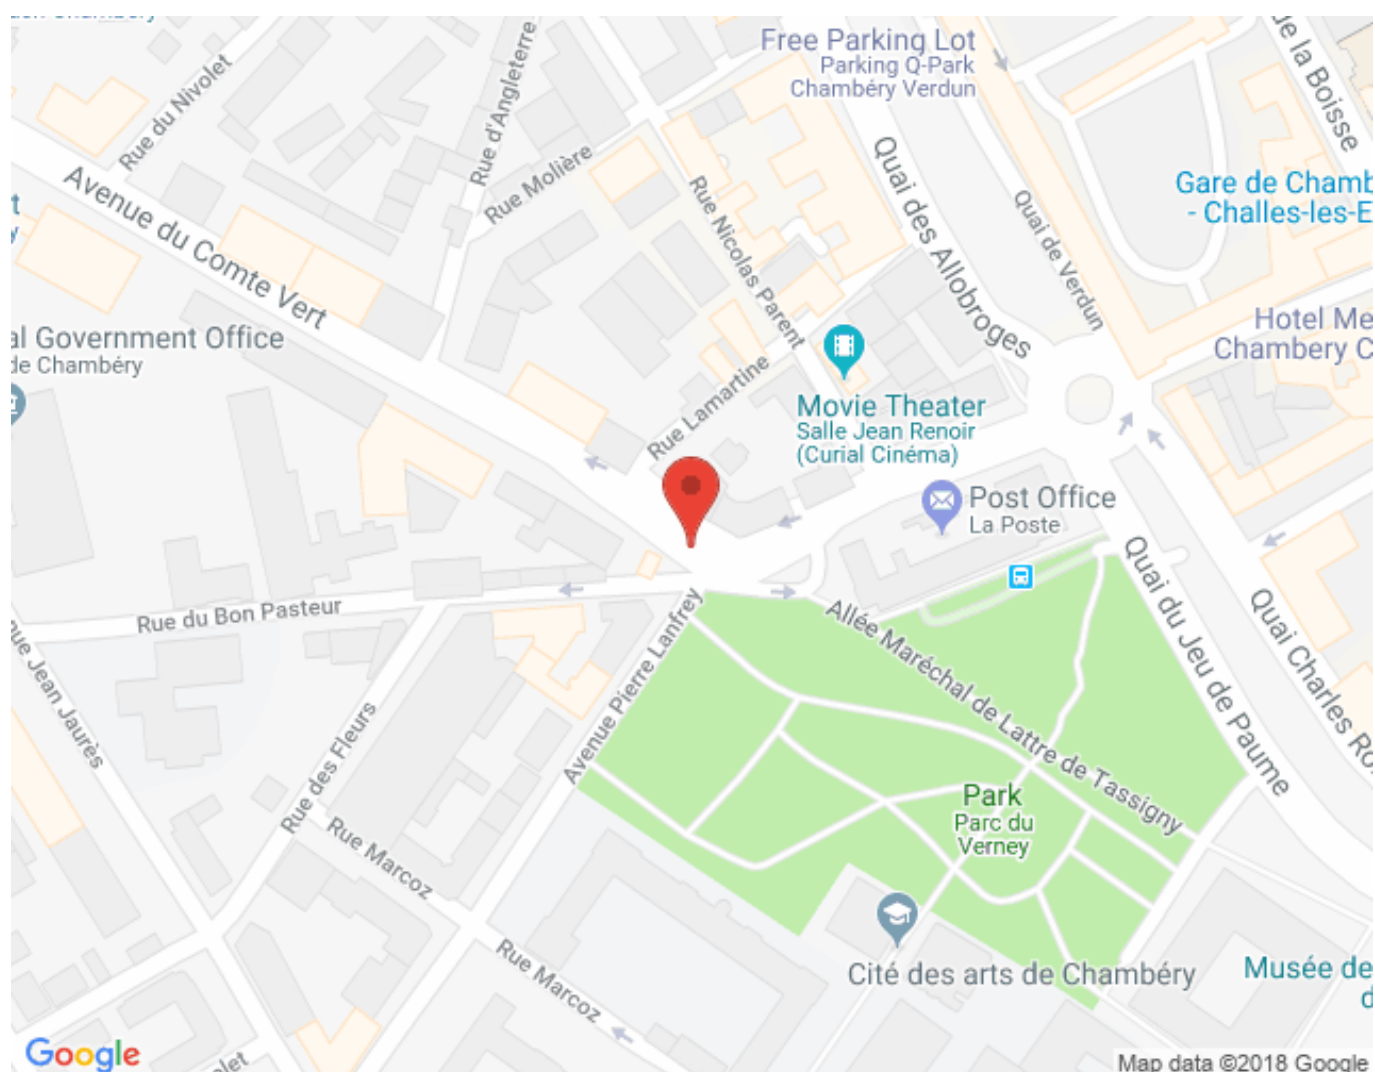 Free Parking Lot
Parking Q-Park
Chambéry Verdun
Rue du Nivolet
Rue d'Angleterre
Rue Molière
Avenue du Comte Vert
Rue Nicolas Parent
Quai des Allobroges
Quai de Verdun
la Boisse
Gare de Chamb
- Challes-les-E
al Government Office
de Chambéry
Hotel Me
Chambery C
Rue Lamartine
Movie Theater
Salle Jean Renoir
(Curial Cinéma)
Post Office
La Poste
Rue du Bon Pasteur
Avenue Pierre Lanfrey
Allée Maréchal de Lattre de Tassigny
Quai du Jeu de Paume
Quai Charles Ro
nue Jean Jaurès
Rue des Fleurs
Park
Parc du
Verney
Rue Marcoz
Rue Marcoz
Cité des arts de Chambéry
Musée de
d
Google
Map data ©2018 Google